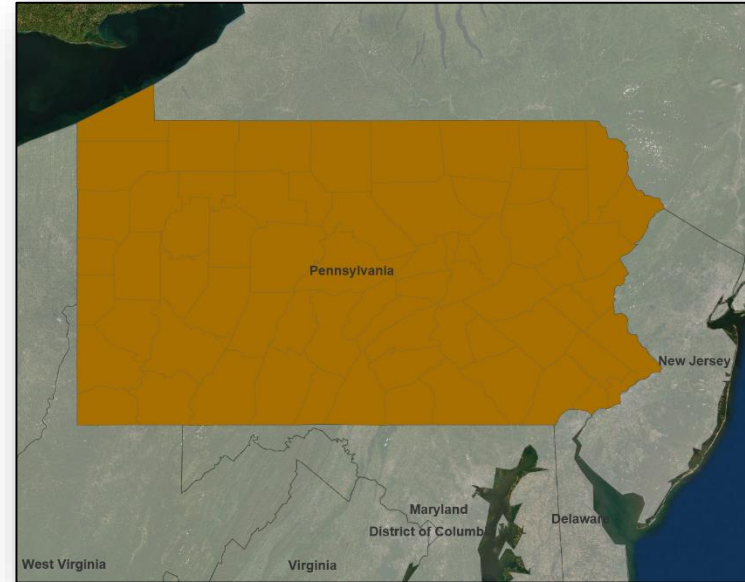 Pennsylvania
New Jersey
Maryland
District of Columb
Delaware
West Virginia
Virginia